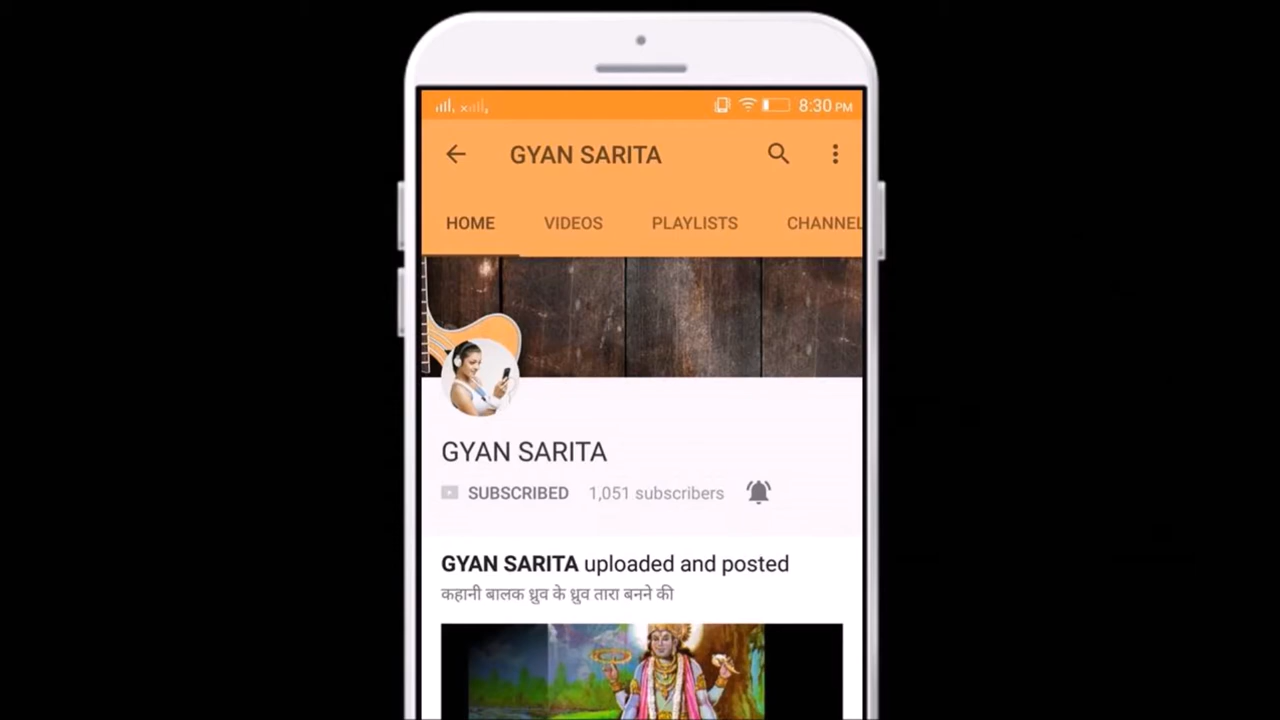 8:30 PM
GYAN SARITA
HOME VIDEOS PLAYLISTS CHANNEL
GYAN SARITA
SUBSCRIBED 1,051 subscribers
GYAN SARITA uploaded and posted
कहानी बालक ध्रुव के ध्रुव तारा बनने की